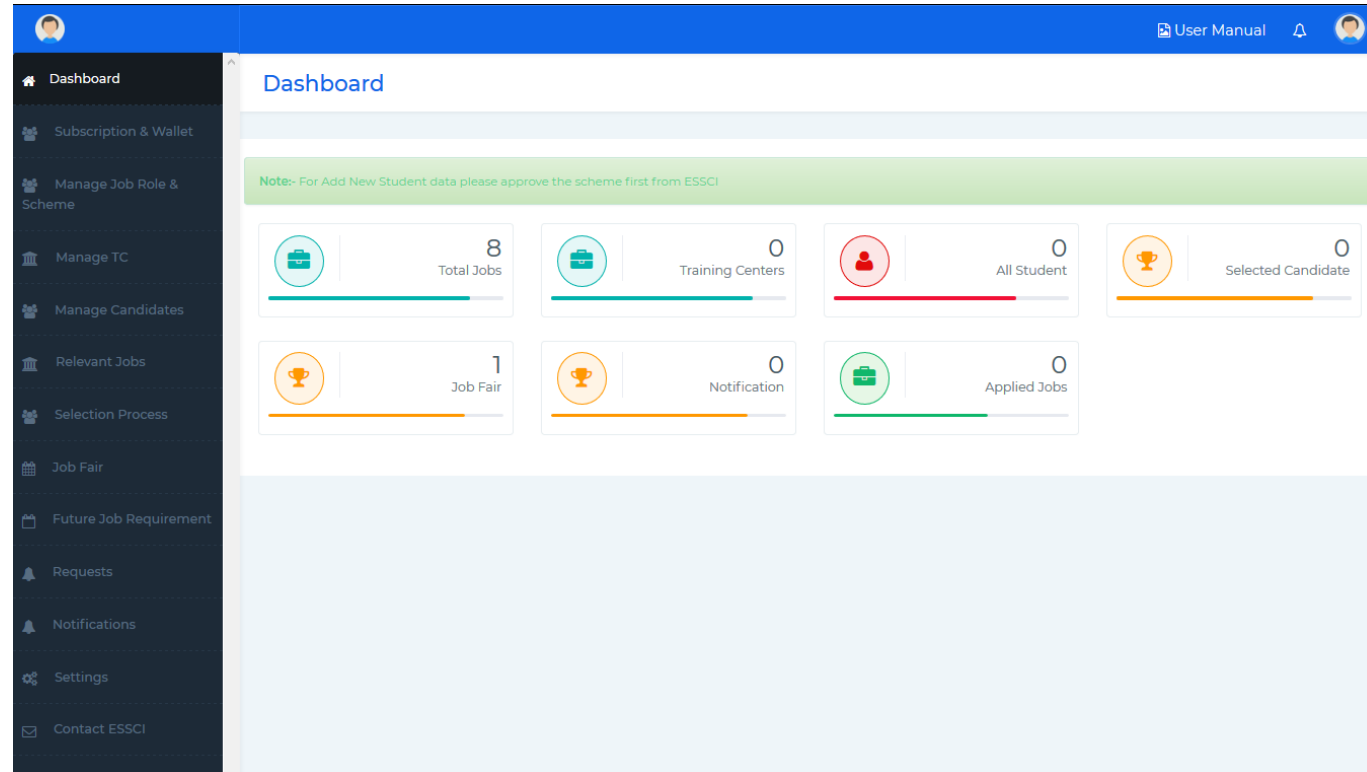 User Manual
Dashboard
Subscription & Wallet
Manage Job Role &
Scheme
Manage TC
Manage Candidates
Relevant Jobs
Selection Process
Job Fair
Future Job Requirement
Requests
Notifications
Settings
Contact ESSCI
Dashboard
Note:- For Add New Student data please approve the scheme first from ESSCI
8
Total Jobs
0
Training Centers
0
All Student
0
Selected Candidate
1
Job Fair
0
Notification
0
Applied Jobs